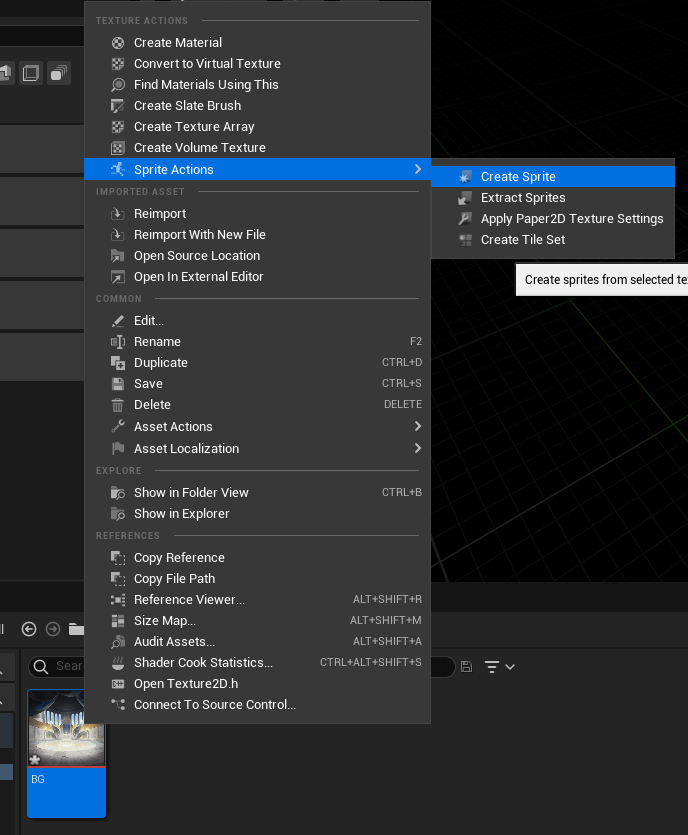 TEXTURE ACTIONS
Create Material
Convert to Virtual Texture
Find Materials Using This
Create Slate Brush
Create Texture Array
Create Volume Texture
Sprite Actions
Create Sprite
Extract Sprites
Apply Paper2D Texture Settings
Create Tile Set
Create sprites from selected te
IMPORTED ASSET
Reimport
Reimport With New File
Open Source Location
Open In External Editor
COMMON
Edit...
Rename F2
Duplicate CTRL+D
Save CTRL+S
Delete DELETE
Asset Actions
Asset Localization
EXPLORE
Show in Folder View CTRL+B
Show in Explorer
REFERENCES
Copy Reference
Copy File Path
Reference Viewer... ALT+SHIFT+R
Size Map... ALT+SHIFT+M
Audit Assets... ALT+SHIFT+A
Shader Cook Statistics... CTRL+ALT+SHIFT+S
Open Texture2D.h
Connect To Source Control...
Sear
BG